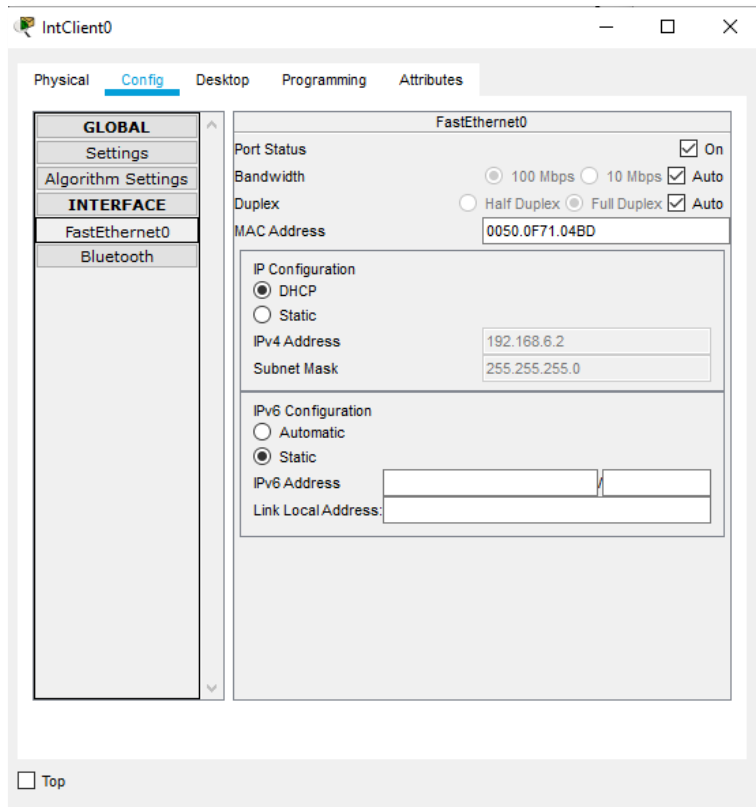 IntClient0
Physical Config Desktop Programming Attributes
GLOBAL
Settings
Algorithm Settings
INTERFACE
FastEthernet0
Bluetooth
FastEthernet0
Port Status On
Bandwidth 100 Mbps 10 Mbps Auto
Duplex Half Duplex Full Duplex Auto
MAC Address 0050.0F71.04BD
IP Configuration
DHCP
Static
IPv4 Address 192.168.6.2
Subnet Mask 255.255.255.0
IPv6 Configuration
Automatic
Static
IPv6 Address /
Link Local Address:
Top